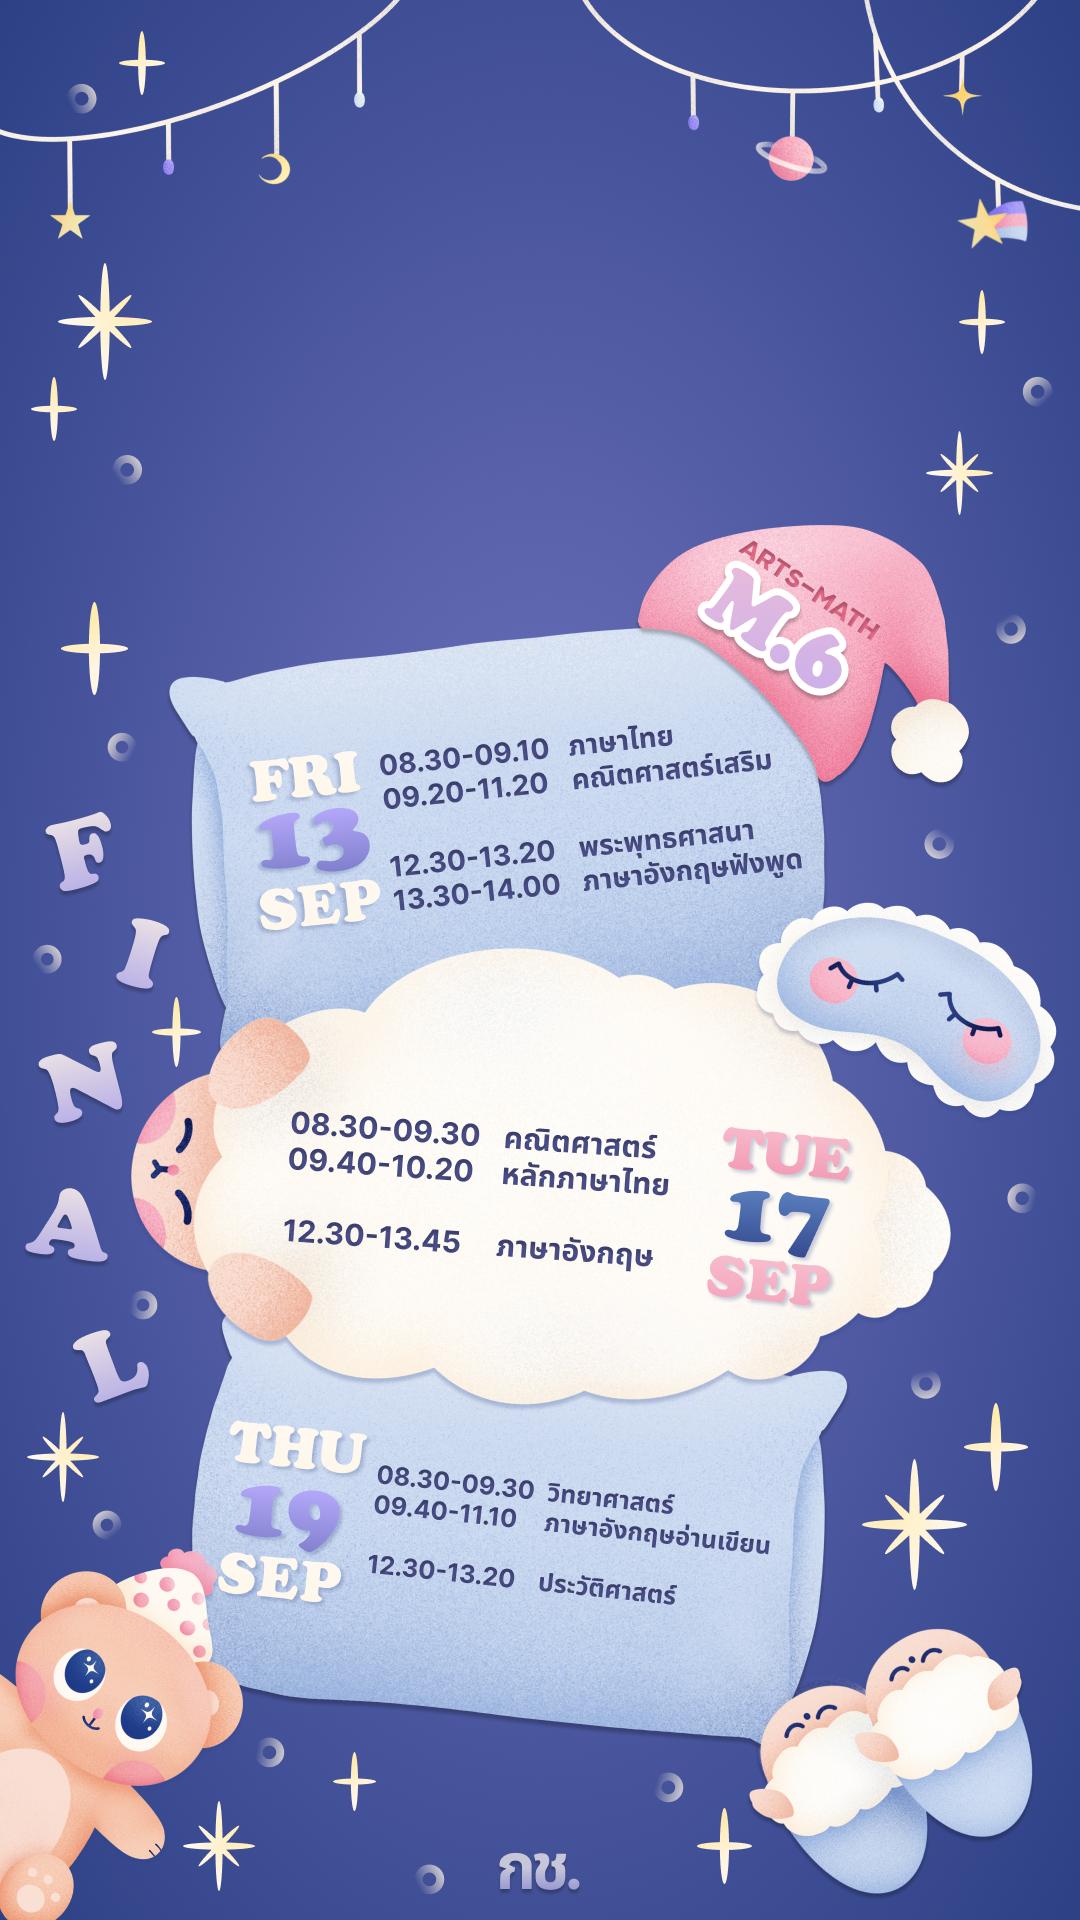 ARTS-MATH
M.6
FRI
13
SEP
08.30-09.10 ภาษาไทย
09.20-11.20 คณิตศาสตร์เสริม
12.30-13.20 พระพุทธศาสนา
13.30-14.00 ภาษาอังกฤษฟังพูด
FINAL
08.30-09.30 คณิตศาสตร์
09.40-10.20 หลักภาษาไทย
12.30-13.45 ภาษาอังกฤษ
TUE
17
SEP
THU
19
SEP
08.30-09.30 วิทยาศาสตร์
09.40-11.10 ภาษาอังกฤษอ่านเขียน
12.30-13.20 ประวัติศาสตร์
กช.